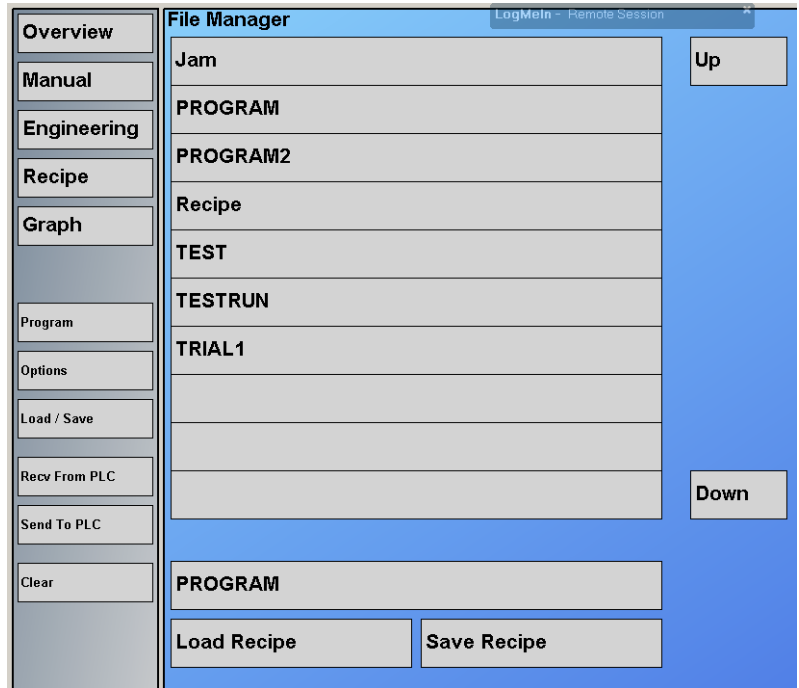 Overview
Manual
Engineering
Recipe
Graph
Program
Options
Load / Save
Recv From PLC
Send To PLC
Clear
File Manager
LogMeIn - Remote Session
x
Jam
PROGRAM
PROGRAM2
Recipe
TEST
TESTRUN
TRIAL1
Up
Down
PROGRAM
Load Recipe
Save Recipe